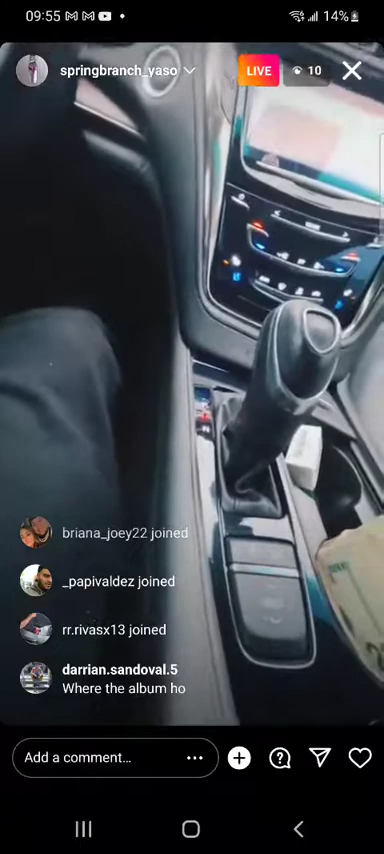 09:55
14%
springbranch_yaso
LIVE
10
briana_joey22 joined
_papivaldez joined
rr.rivasx13 joined
darrian.sandoval.5
Where the album ho
Add a comment...